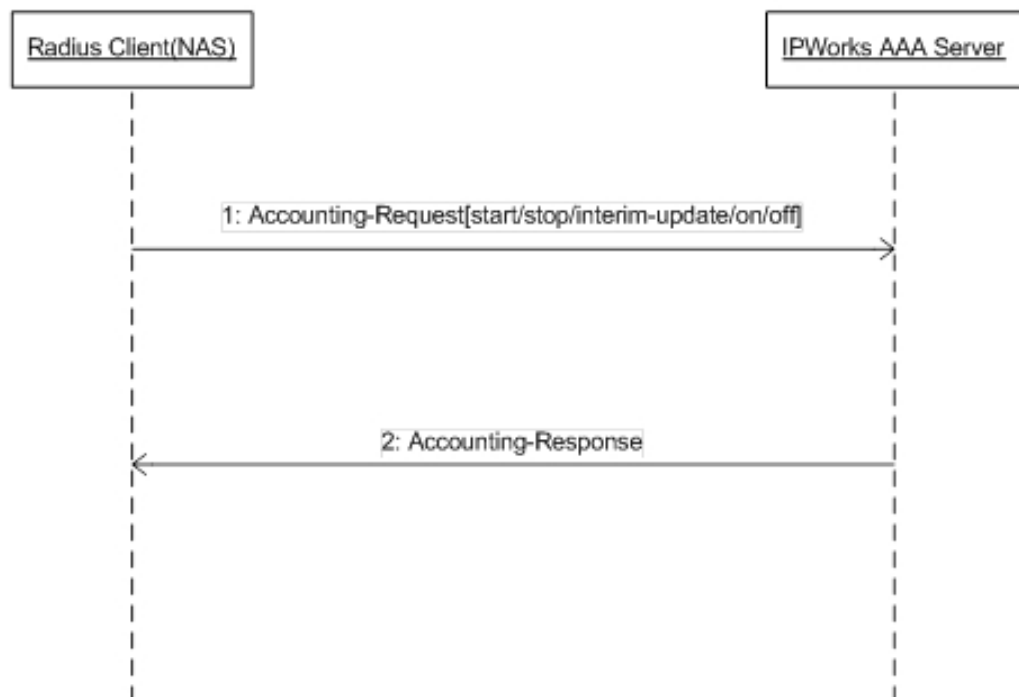 Radius Client(NAS)
IPWorks AAA Server
1: Accounting-Request[start/stop/interim-update/on/off]
2: Accounting-Response